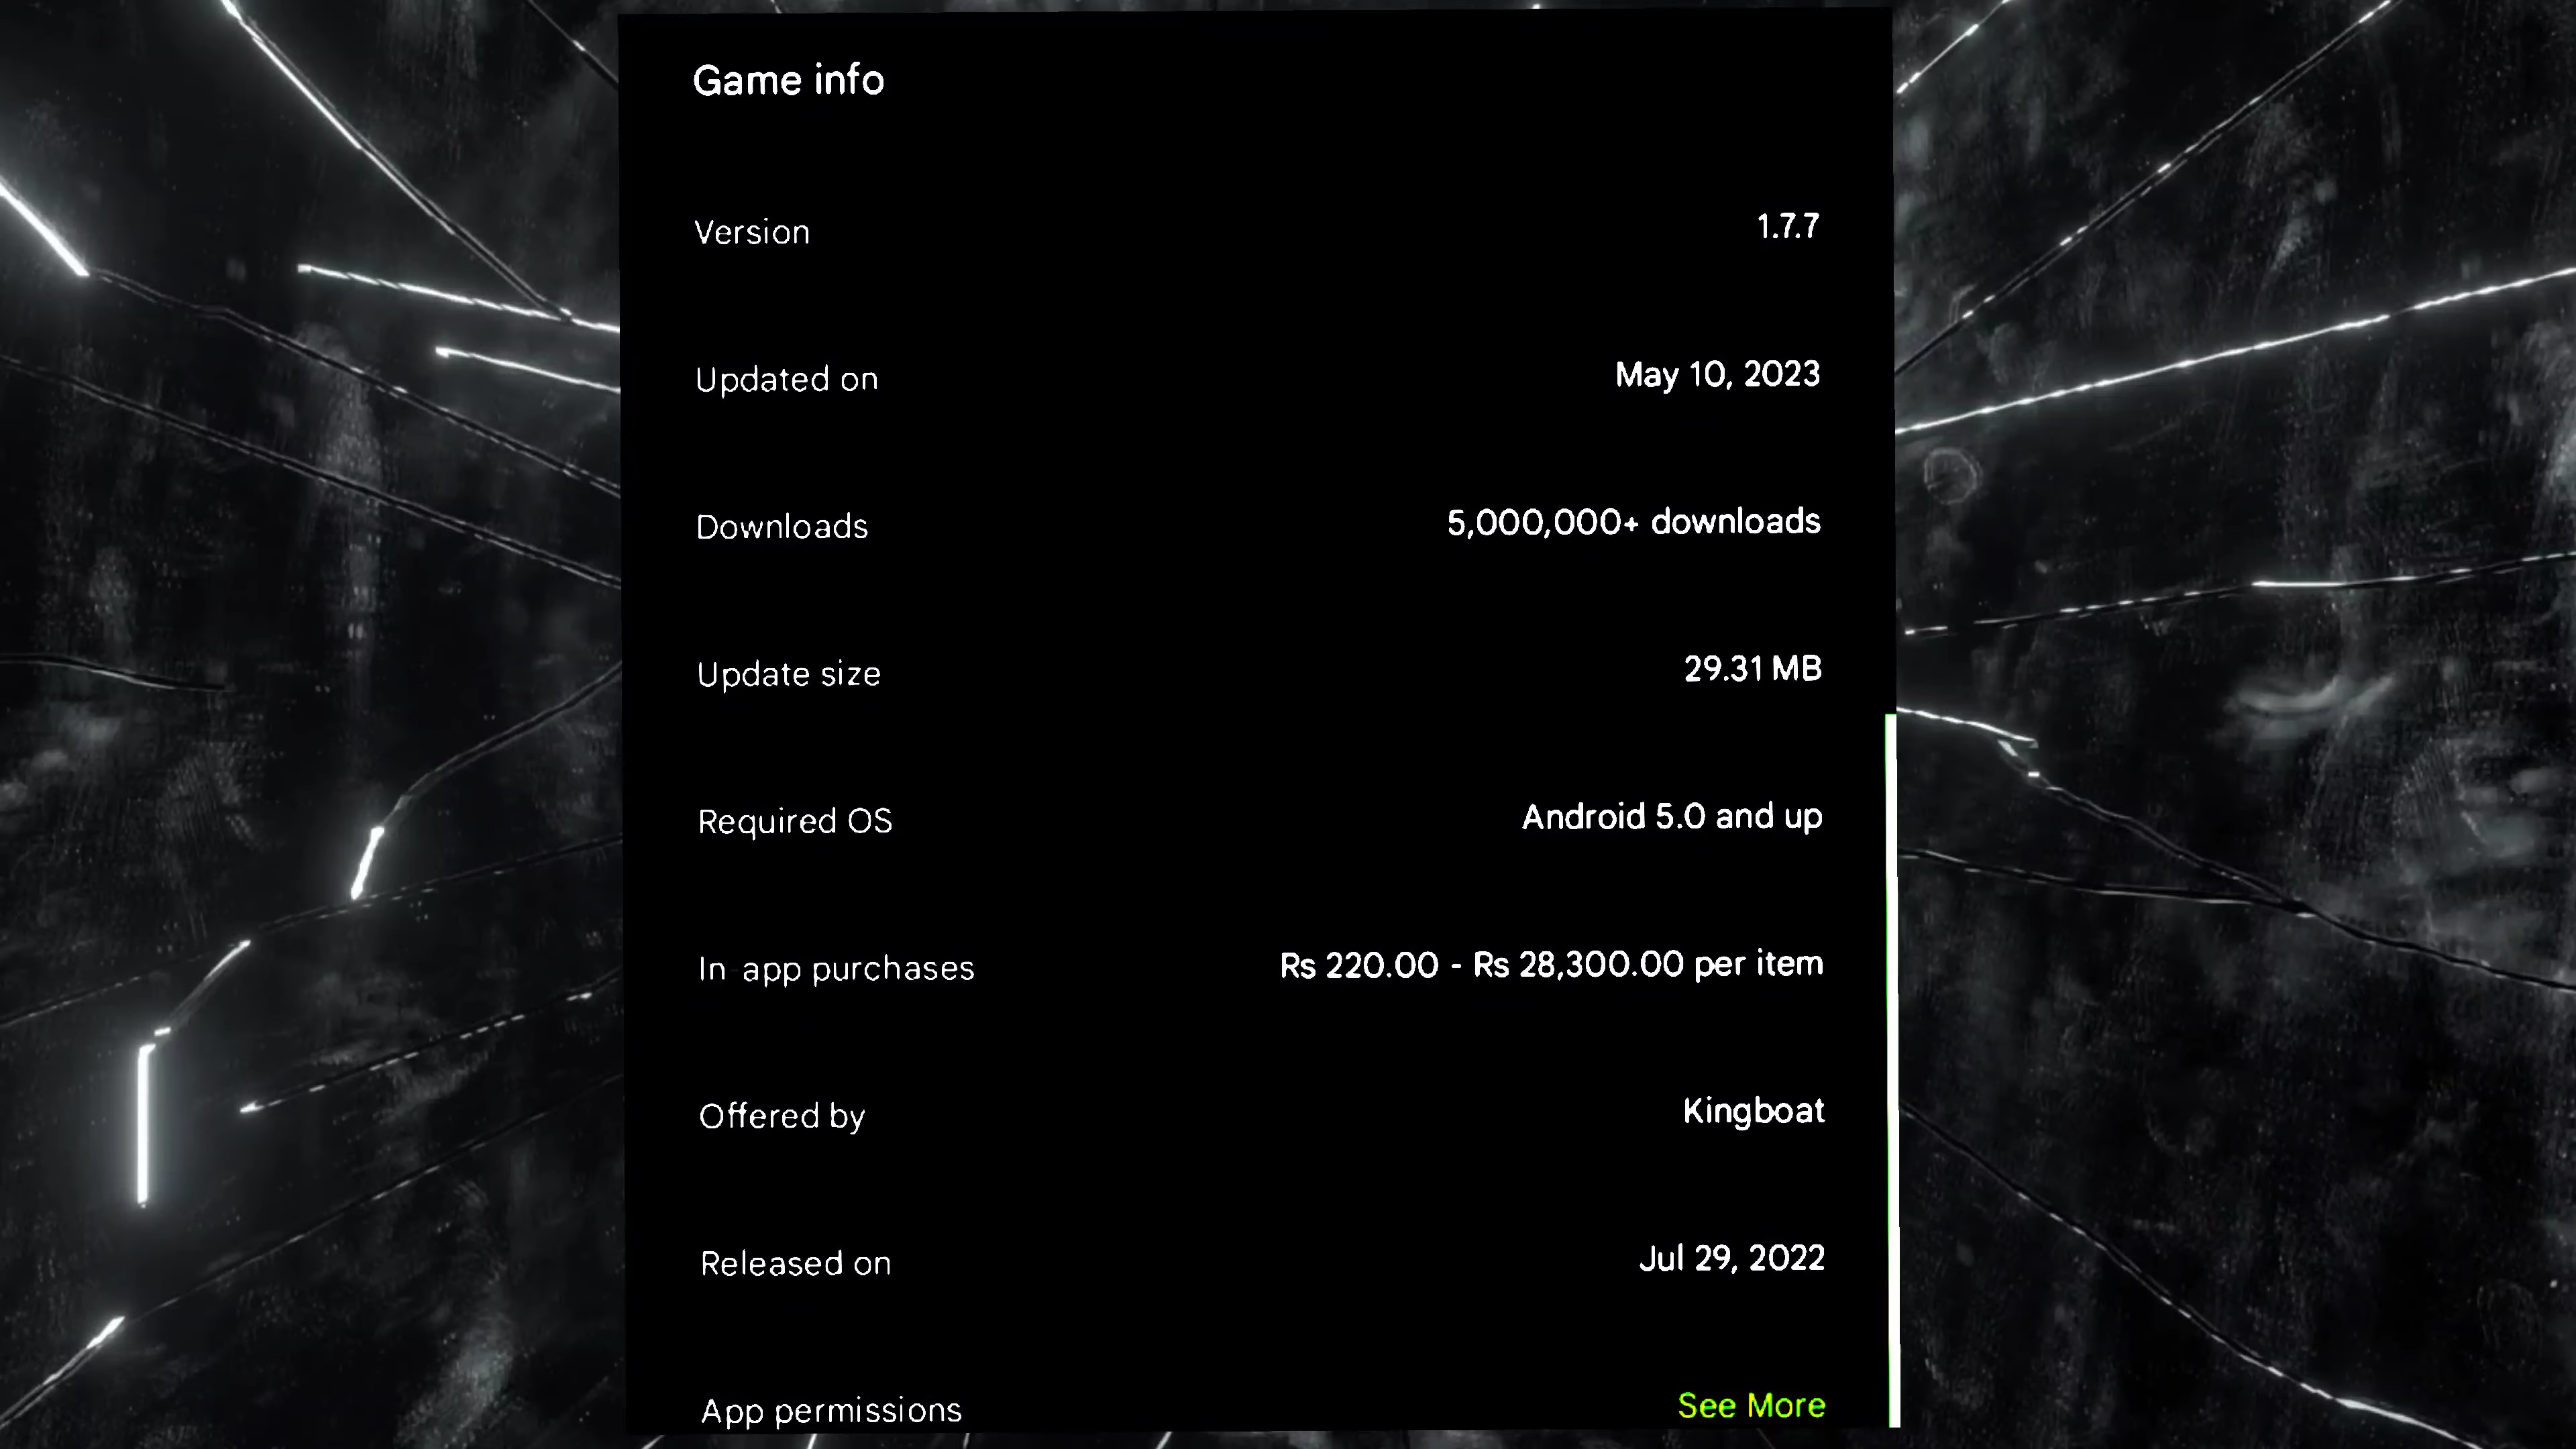 Game info
Version 1.7.7
Updated on May 10, 2023
Downloads 5,000,000+ downloads
Update size 29.31 MB
Required OS Android 5.0 and up
In-app purchases Rs 220.00 - Rs 28,300.00 per item
Offered by Kingboat
Released on Jul 29, 2022
App permissions See More